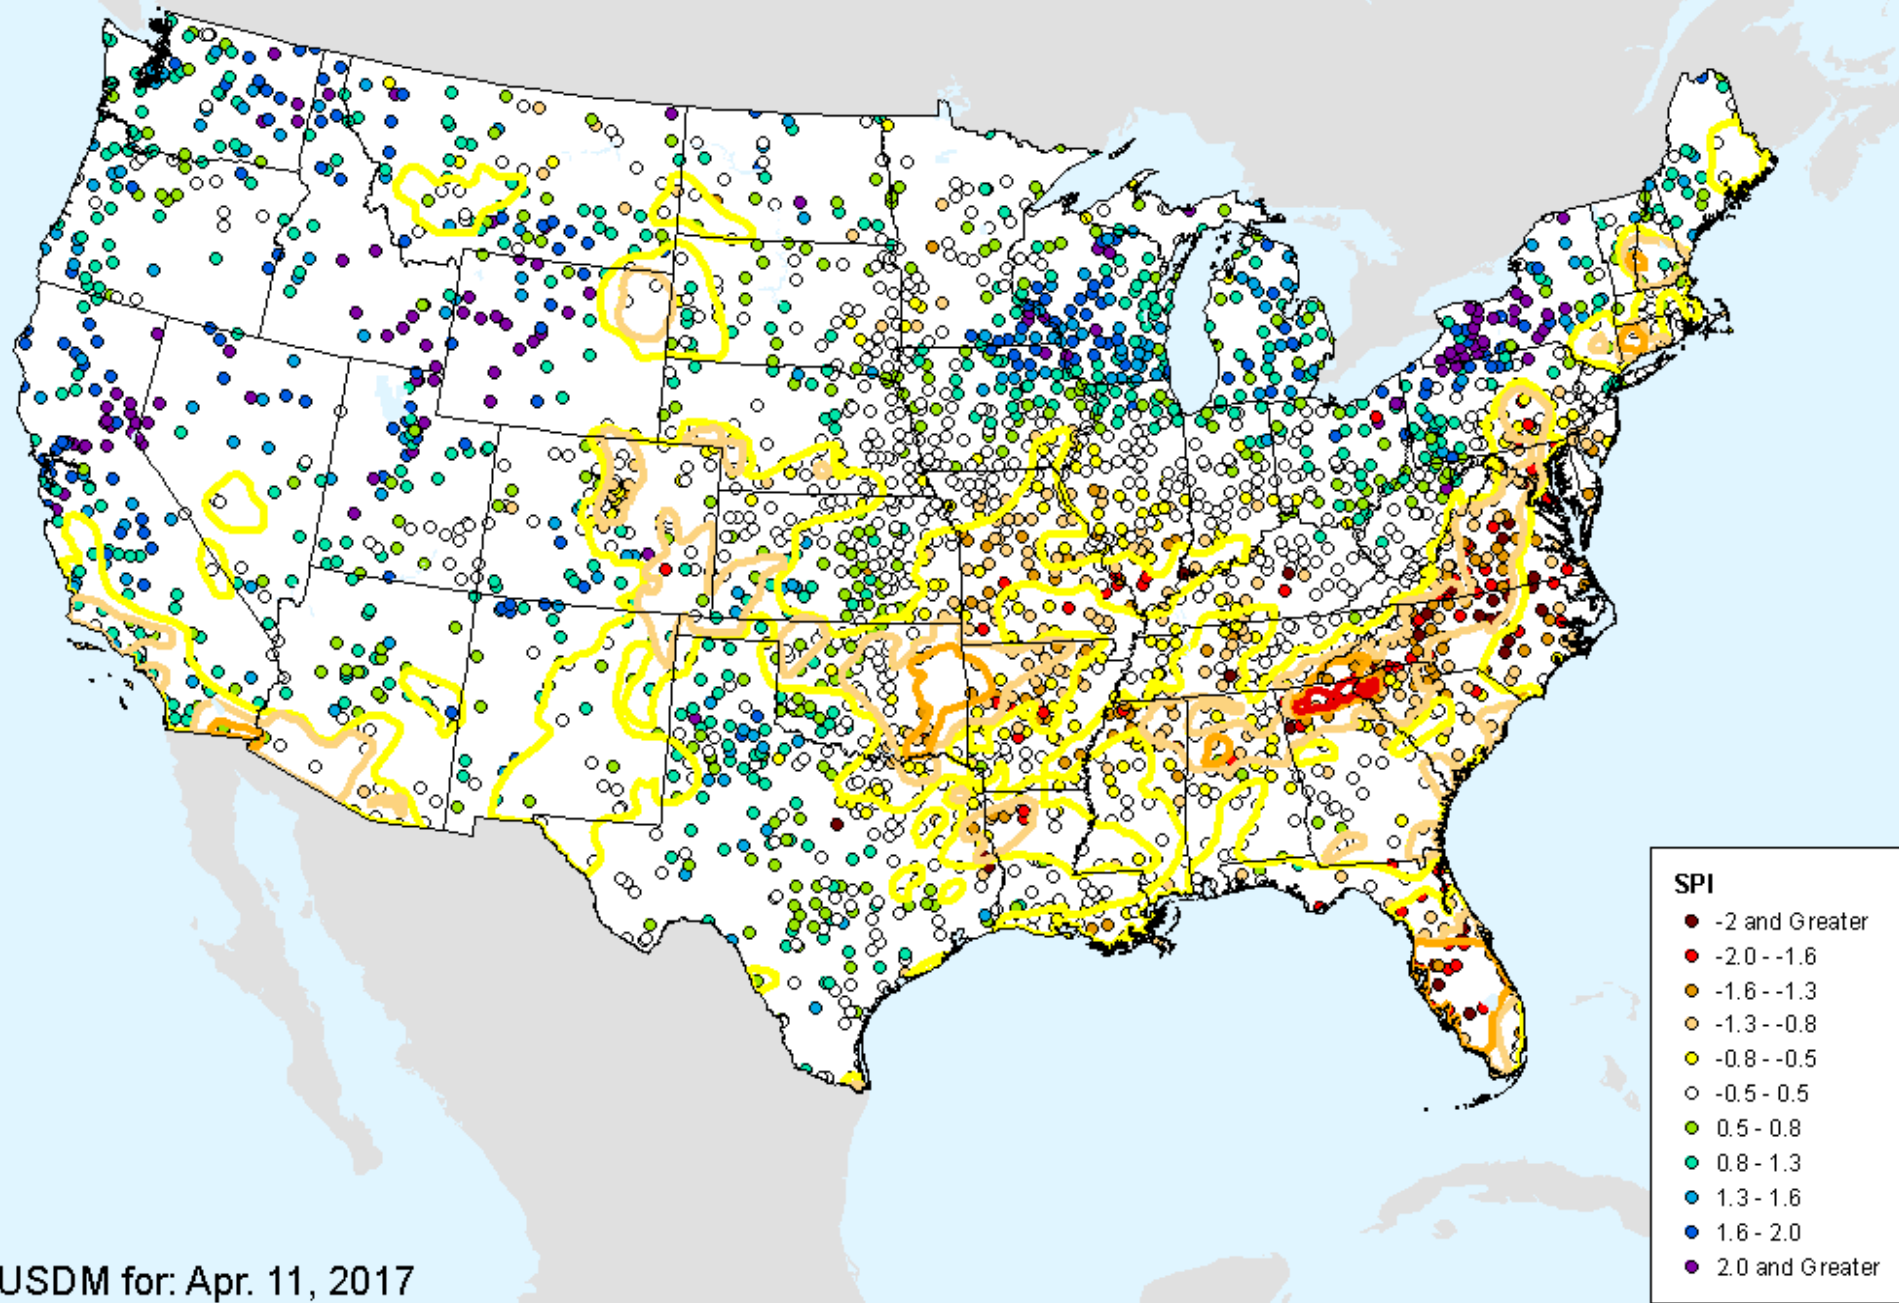 SPI
-2 and Greater
-2.0 - -1.6
-1.6 - -1.3
-1.3 - -0.8
-0.8 - -0.5
-0.5 - 0.5
0.5 - 0.8
0.8 - 1.3
1.3 - 1.6
1.6 - 2.0
2.0 and Greater
USDM for: Apr. 11, 2017